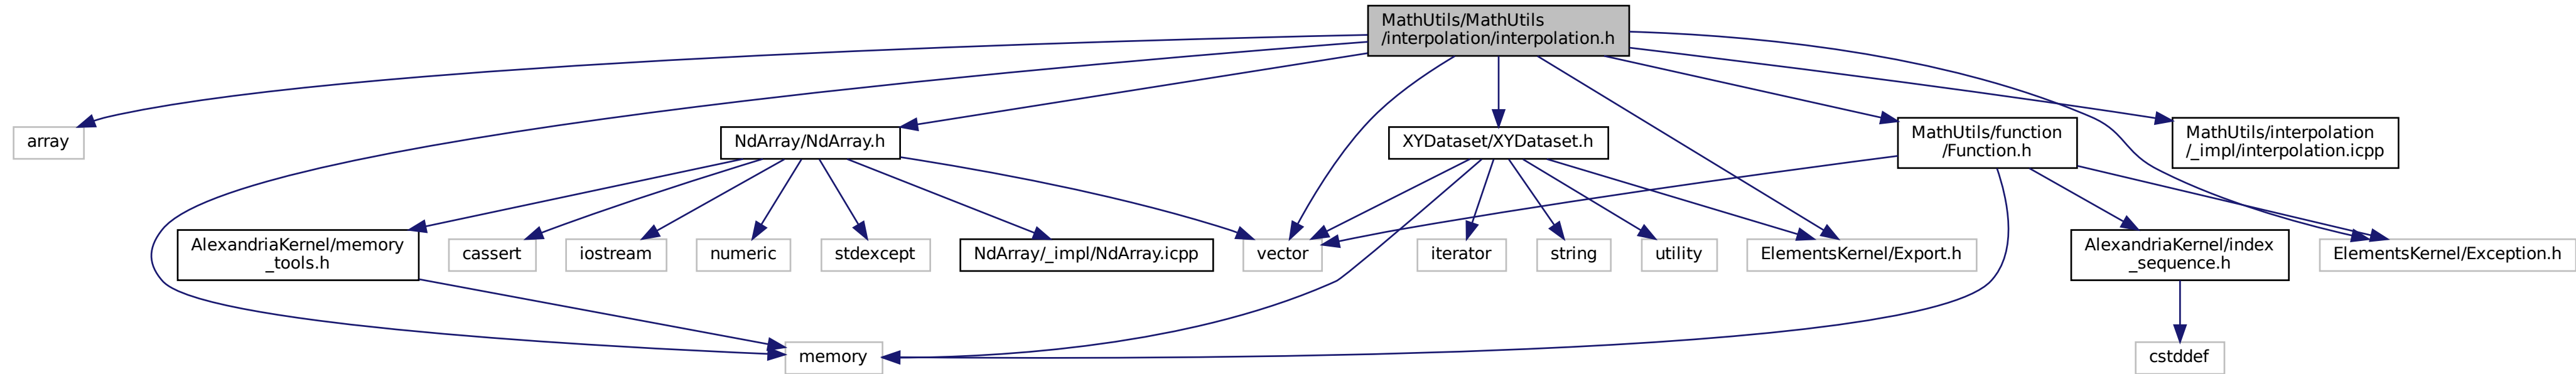 MathUtils/MathUtils
/interpolation/interpolation.h
array
NdArray/NdArray.h
XYDataset/XYDataset.h
MathUtils/function
/Function.h
MathUtils/interpolation
/_impl/interpolation.icpp
AlexandriaKernel/memory
_tools.h
cassert
iostream
numeric
stdexcept
NdArray/_impl/NdArray.icpp
vector
iterator
string
utility
ElementsKernel/Export.h
AlexandriaKernel/index
_sequence.h
ElementsKernel/Exception.h
memory
cstddef